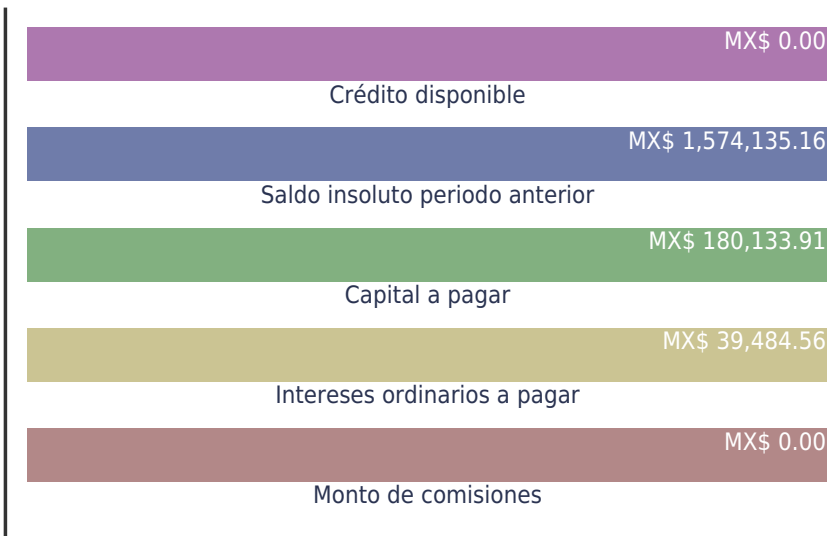 MX$ 0.00
Crédito disponible
MX$ 1,574,135.16
Saldo insoluto periodo anterior
MX$ 180,133.91
Capital a pagar
MX$ 39,484.56
Intereses ordinarios a pagar
MX$ 0.00
Monto de comisiones